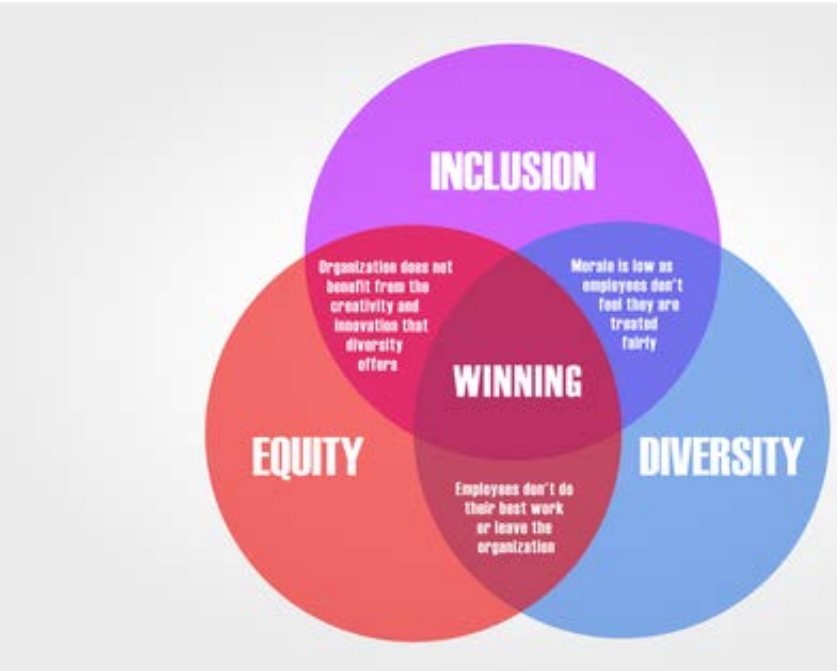 INCLUSION
Organization does not
benefit from the
creativity and
innovation that
diversity
offers
Morale is low as
employees don't
feel they are
treated
fairly
WINNING
EQUITY
DIVERSITY
Employees don't do
their best work
or leave the
organization